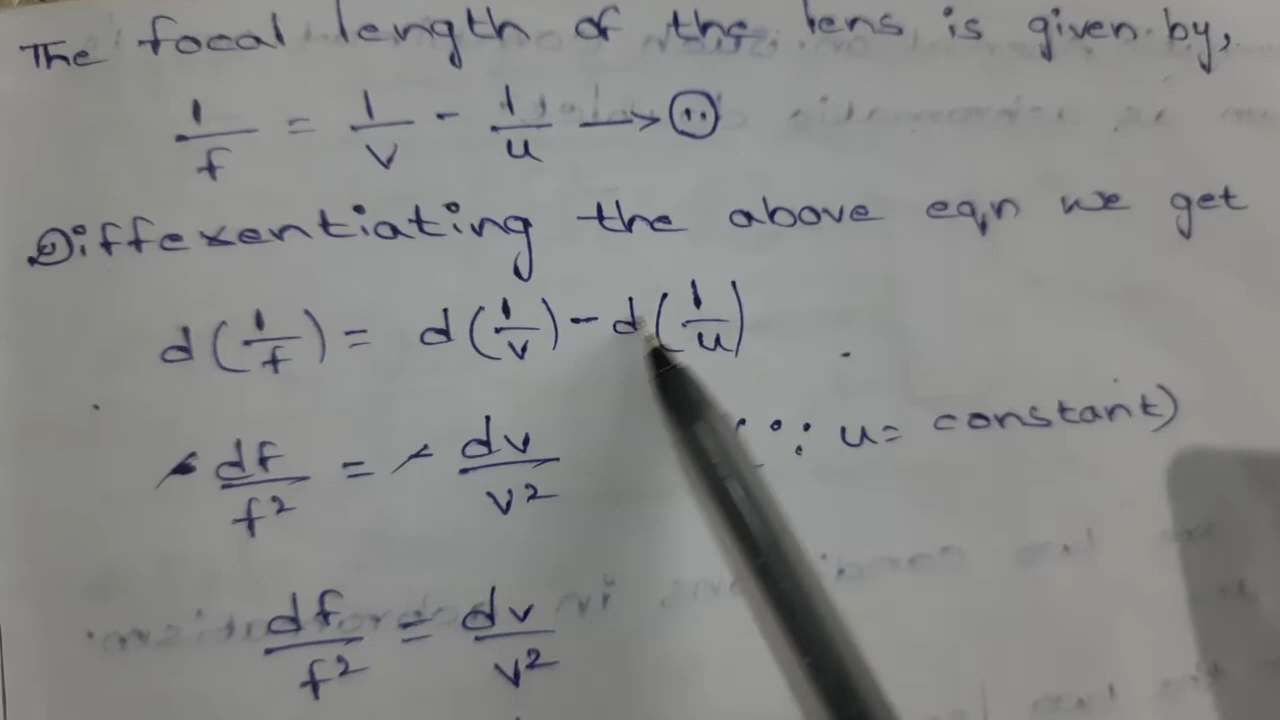 The focal length of the lens is given by,
1/f = 1/v - 1/u → (ii)
Differentiating the above eqn we get
d(1/f) = d(1/v) - d(1/u)
- df/f² = - dv/v² ∵ u = constant)
df/f² = dv/v²